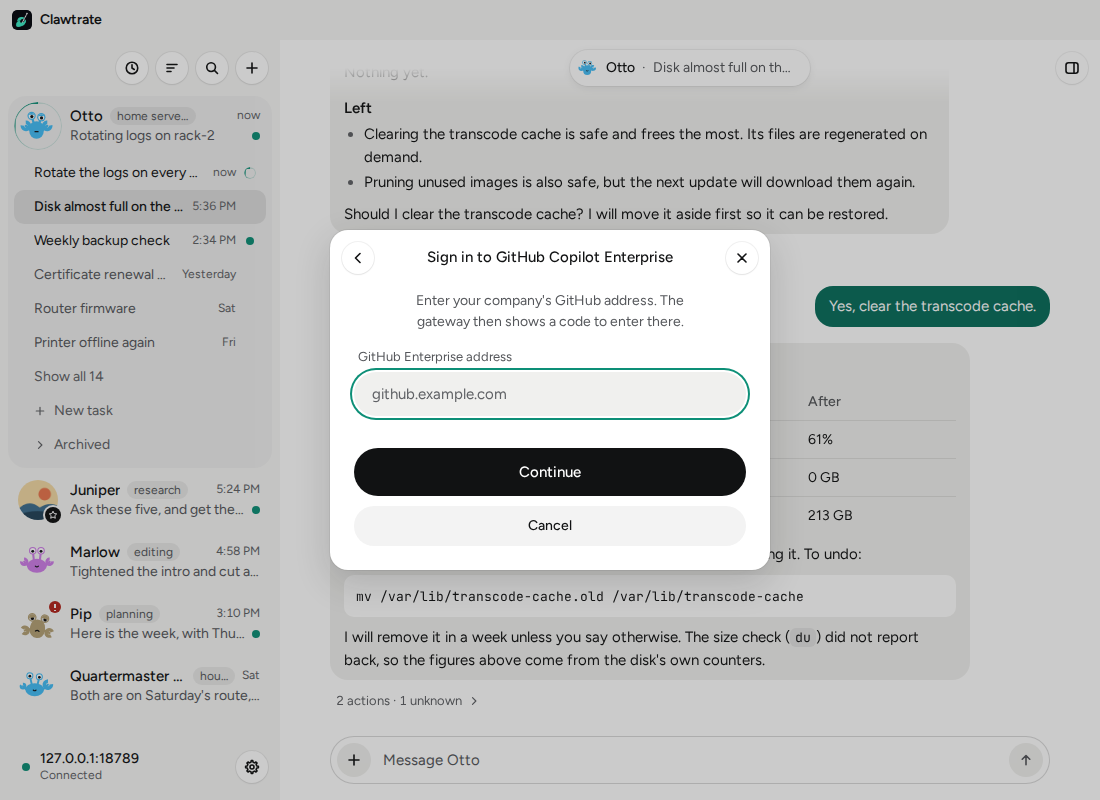 Clawtrate
Otto home serve... now
Rotating logs on rack-2
Rotate the logs on every ... now
Disk almost full on the ... 5:36 PM
Weekly backup check 2:34 PM
Certificate renewal ... Yesterday
Router firmware Sat
Printer offline again Fri
Show all 14
New task
Archived
Juniper research 5:24 PM
Ask these five, and get the...
Marlow editing 4:58 PM
Tightened the intro and cut a...
Pip planning 3:10 PM
Here is the week, with Thu...
Quartermaster ... hou... Sat
Both are on Saturday's route,...
127.0.0.1:18789
Connected
Otto · Disk almost full on th...
Nothing yet.
Left
Clearing the transcode cache is safe and frees the most. Its files are regenerated on
demand.
Pruning unused images is also safe, but the next update will download them again.
Should I clear the transcode cache? I will move it aside first so it can be restored.
Yes, clear the transcode cache.
Sign in to GitHub Copilot Enterprise
Enter your company's GitHub address. The
gateway then shows a code to enter there.
GitHub Enterprise address
github.example.com
Continue
Cancel
After
61%
0 GB
213 GB
it. To undo:
mv /var/lib/transcode-cache.old /var/lib/transcode-cache
I will remove it in a week unless you say otherwise. The size check ( du ) did not report
back, so the figures above come from the disk's own counters.
2 actions · 1 unknown
Message Otto